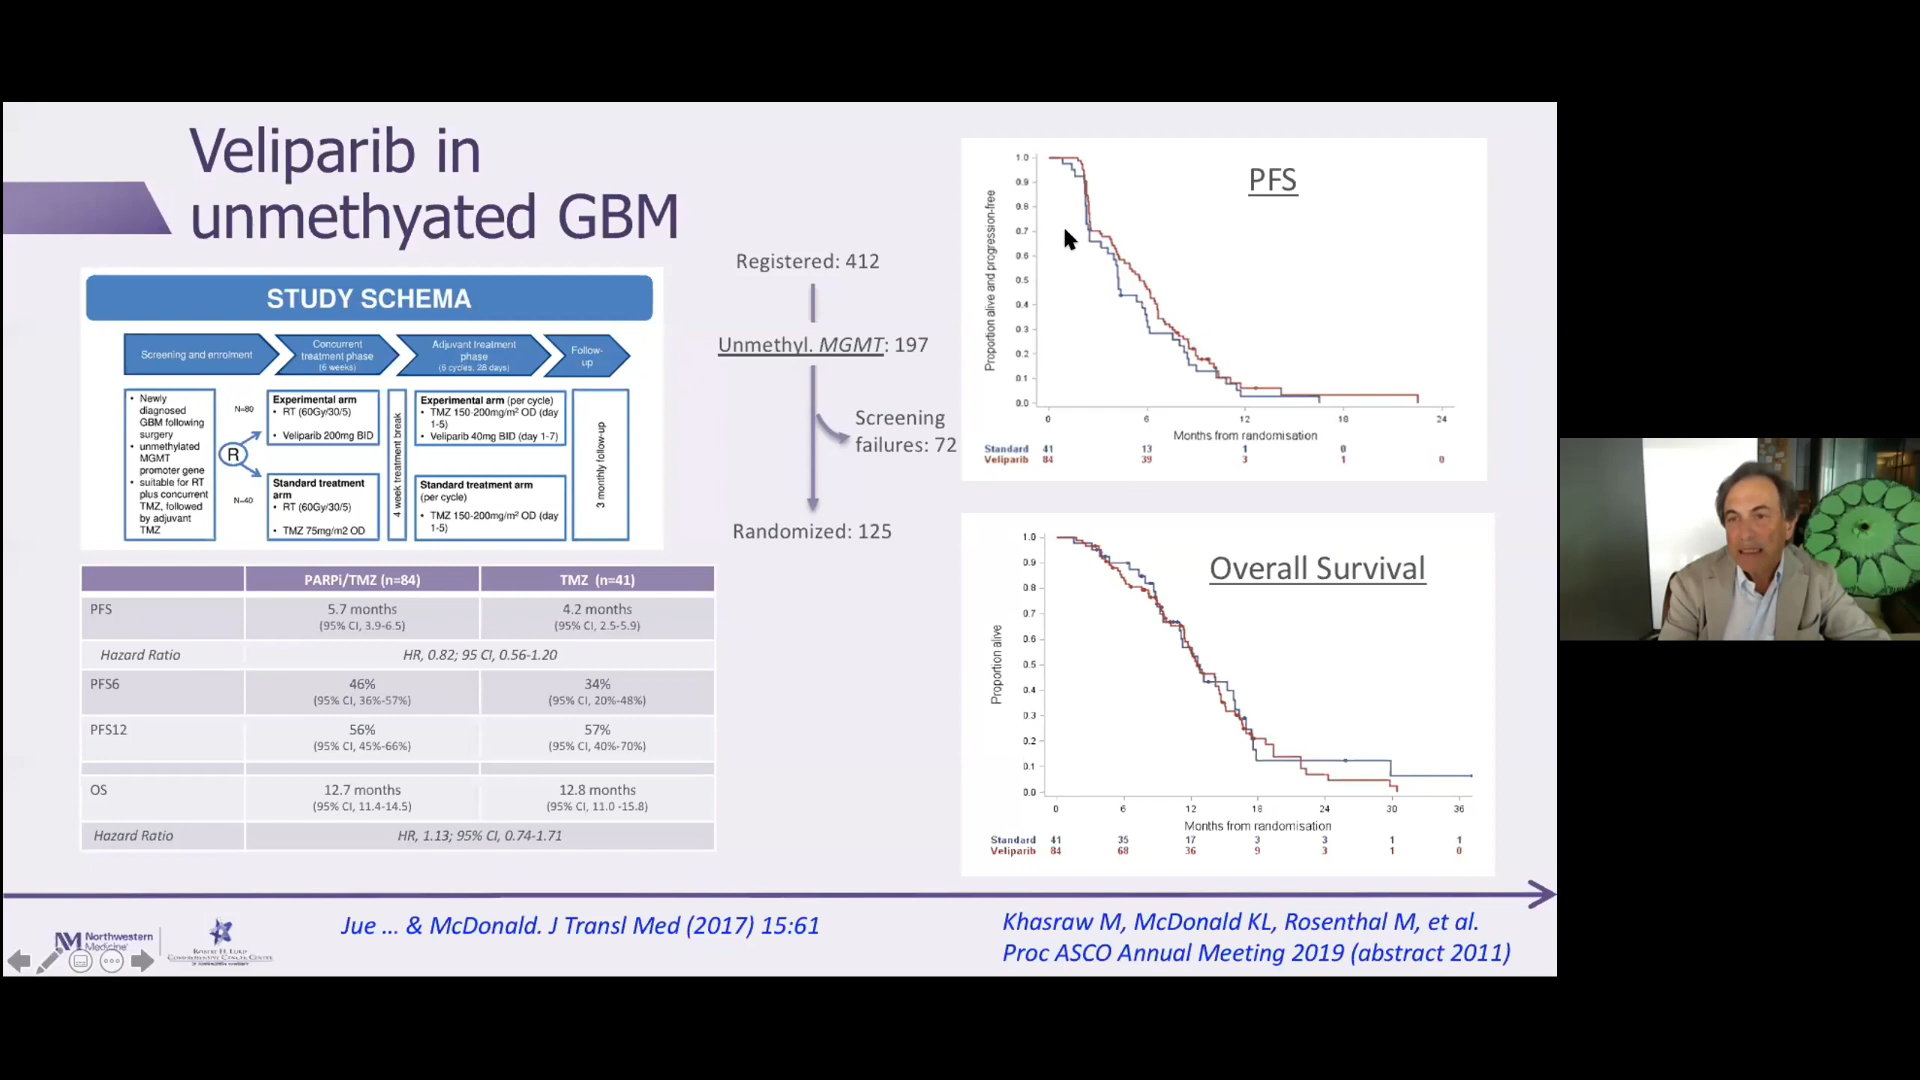 Veliparib in
unmethyated GBM
STUDY SCHEMA
Screening and enrolment
Concurrent
treatment phase
(6 weeks)
Adjuvant treatment
phase
(6 cycles, 28 days)
Follow-
up
• Newly
diagnosed
GBM following
surgery
• unmethylated
MGMT
promoter gene
• suitable for RT
plus concurrent
TMZ, followed
by adjuvant
TMZ
N=80
R
N=40
Experimental arm
• RT (60Gy/30/5)
• Veliparib 200mg BID
Standard treatment
arm
• RT (60Gy/30/5)
• TMZ 75mg/m2 OD
4 week treatment break
Experimental arm (per cycle)
• TMZ 150-200mg/m² OD (day
1-5)
• Veliparib 40mg BID (day 1-7)
Standard treatment arm
(per cycle)
• TMZ 150-200mg/m² OD (day
1-5)
3 monthly follow-up
Registered: 412
Unmethyl. MGMT: 197
Screening
failures: 72
Randomized: 125
PARPi/TMZ (n=84) TMZ (n=41)
PFS 5.7 months 4.2 months
(95% CI, 3.9-6.5) (95% CI, 2.5-5.9)
Hazard Ratio HR, 0.82; 95 CI, 0.56-1.20
PFS6 46% 34%
(95% CI, 36%-57%) (95% CI, 20%-48%)
PFS12 56% 57%
(95% CI, 45%-66%) (95% CI, 40%-70%)
OS 12.7 months 12.8 months
(95% CI, 11.4-14.5) (95% CI, 11.0 -15.8)
Hazard Ratio HR, 1.13; 95% CI, 0.74-1.71
PFS
Proportion alive and progression-free
1.0
0.9
0.8
0.7
0.6
0.5
0.4
0.3
0.2
0.1
0.0
0 6 12 18 24
Months from randomisation
Standard 41 13 1 0
Veliparib 84 39 3 1 0
Overall Survival
Proportion alive
1.0
0.9
0.8
0.7
0.6
0.5
0.4
0.3
0.2
0.1
0.0
0 6 12 18 24 30 36
Months from randomisation
Standard 41 35 17 3 3 1 1
Veliparib 84 68 36 9 3 1 0
Northwestern
Medicine
ROBERT H. LURIE
COMPREHENSIVE CANCER CENTER
Jue ... & McDonald. J Transl Med (2017) 15:61
Khasraw M, McDonald KL, Rosenthal M, et al.
Proc ASCO Annual Meeting 2019 (abstract 2011)